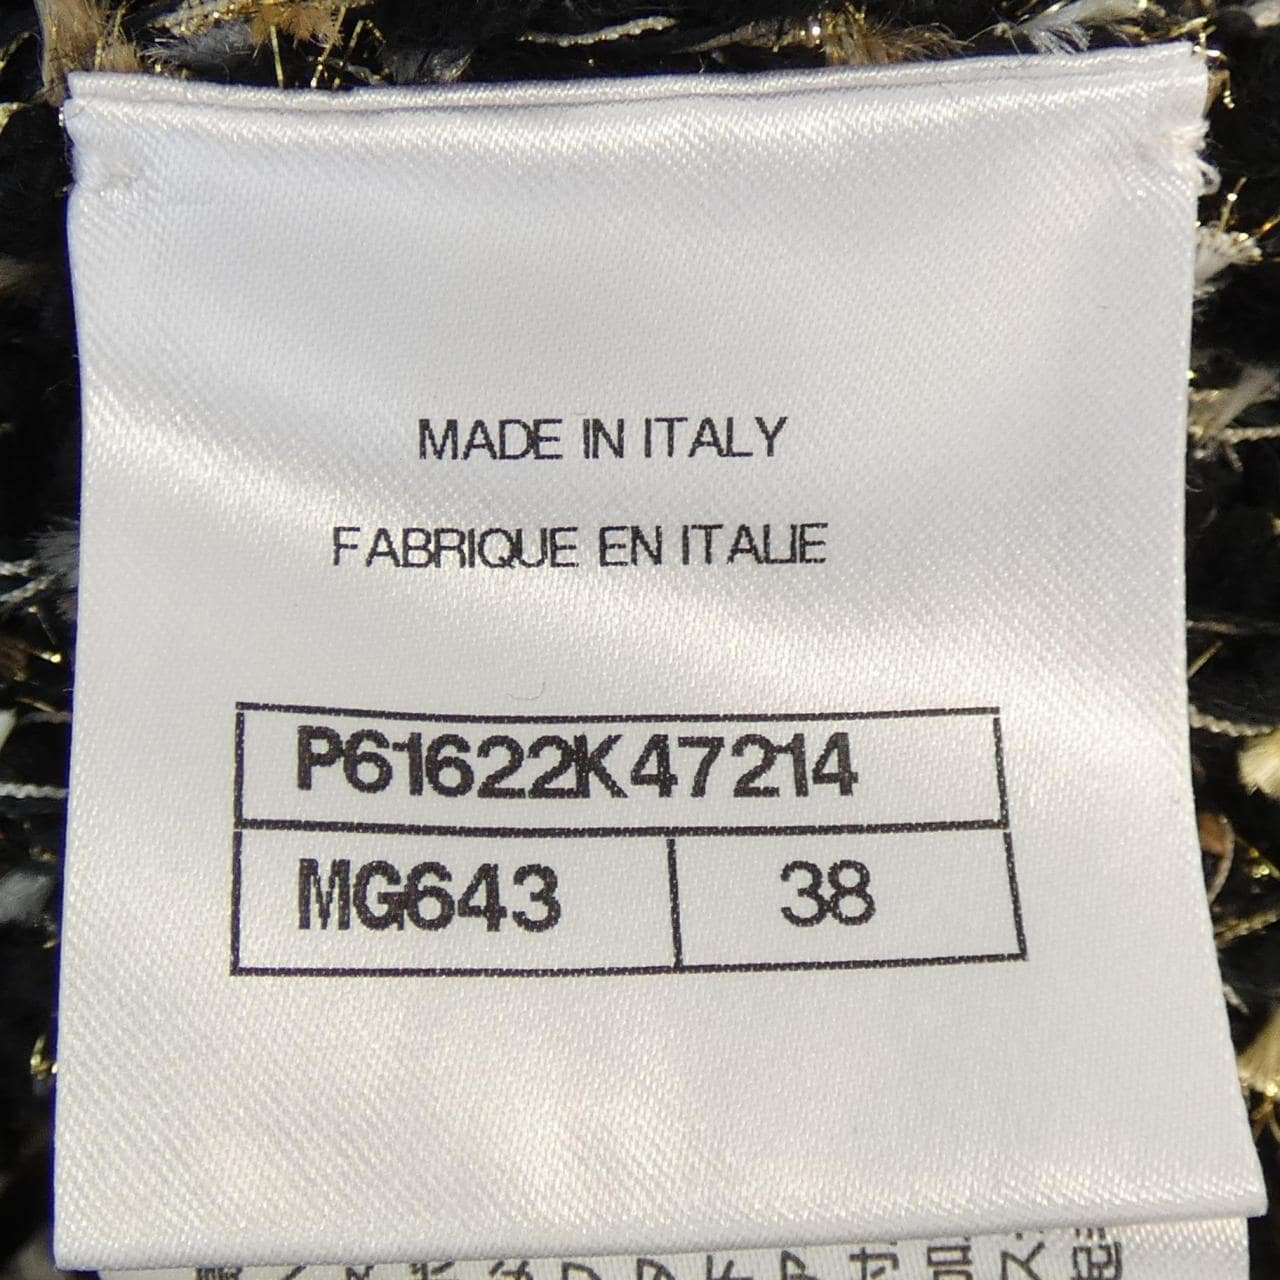 MADE IN ITALY
FABRIQUE EN ITALIE
P61622K47214
MG643 38